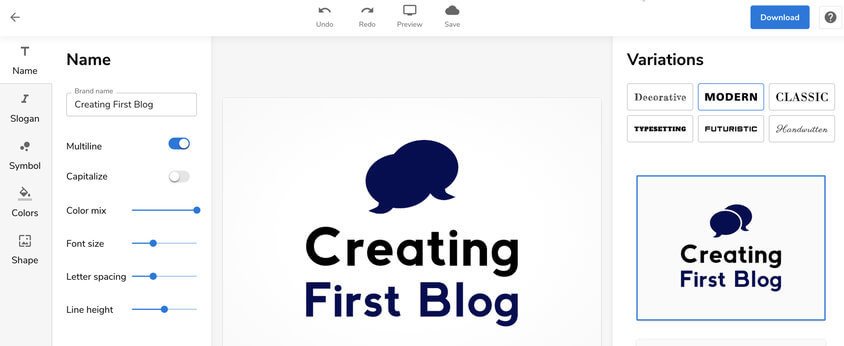 Undo
Redo
Preview
Save
Download
?
T
Name
Slogan
Symbol
Colors
Shape
Name
Brand name
Creating First Blog
Multiline
Capitalize
Color mix
Font size
Letter spacing
Line height
Creating
First Blog
Variations
Decorative
MODERN
CLASSIC
TYPESETTING
FUTURISTIC
Handwritten
Creating
First Blog